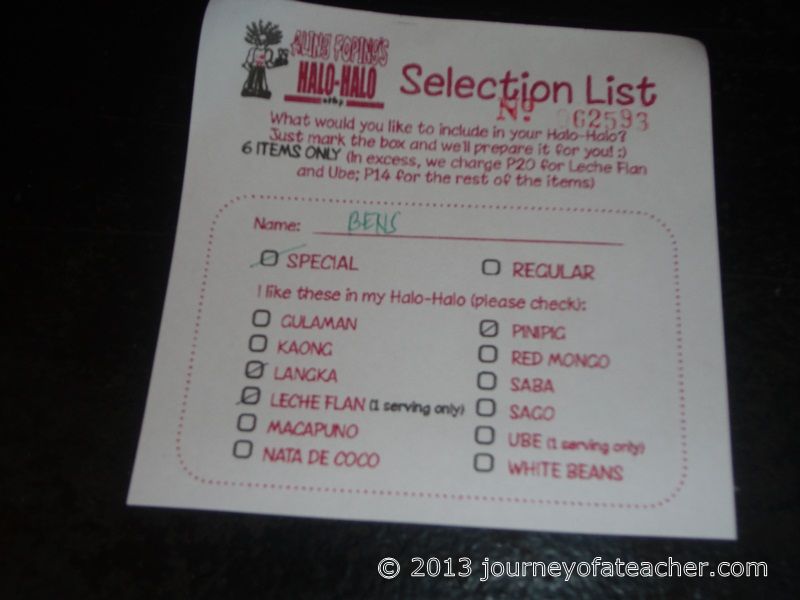 ALING FOPING'S
HALO-HALO
Selection List
Nº 062593
What would you like to include in your Halo-Halo?
Just mark the box and we'll prepare it for you! :)
6 ITEMS ONLY (In excess, we charge P20 for Leche Flan
and Ube; P14 for the rest of the items)
Name: BENS
SPECIAL
REGULAR
I like these in my Halo-Halo (please check):
GULAMAN
KAONG
LANGKA
LECHE FLAN (1 serving only)
MACAPUNO
NATA DE COCO
PINIPIG
RED MONGO
SABA
SAGO
UBE (1 serving only)
WHITE BEANS
© 2013 journeyofateacher.com